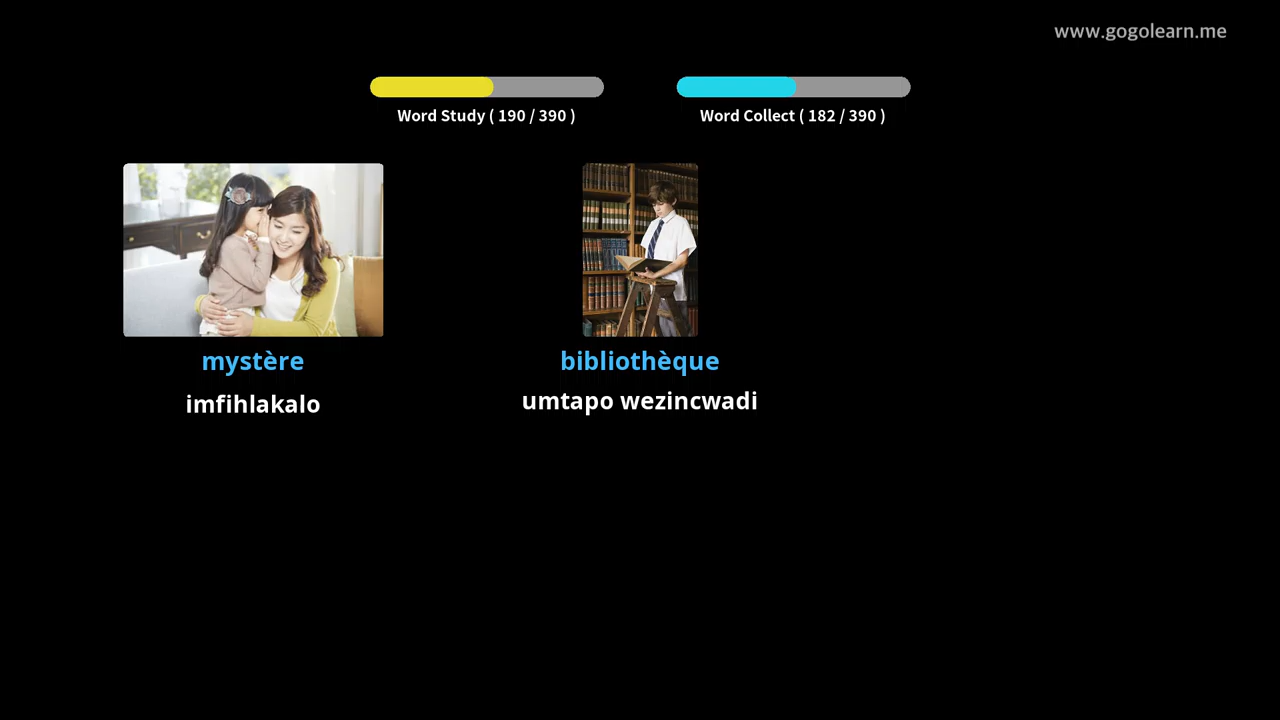 www.gogolearn.me
Word Study ( 190 / 390 )
Word Collect ( 182 / 390 )
mystère
imfihlakalo
bibliothèque
umtapo wezincwadi